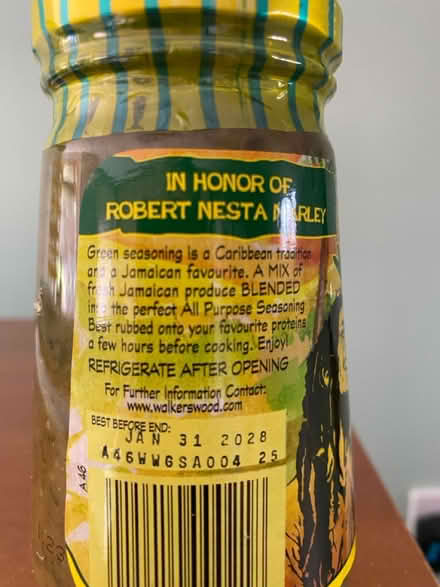 IN HONOR OF
ROBERT NESTA MARLEY
Green seasoning is a Caribbean tradition
and a Jamaican favourite. A MIX of
fresh Jamaican produce BLENDED
into the perfect All Purpose Seasoning
Best rubbed onto your favourite proteins
a few hours before cooking. Enjoy!
REFRIGERATE AFTER OPENING
For Further Information Contact:
www.walkerswood.com
BEST BEFORE END:
JAN 31 2028
A46WWGSA004 25
A46